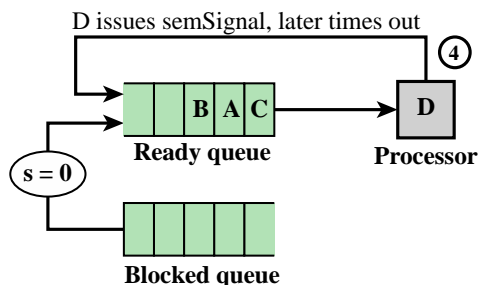 D issues semSignal, later times out
4
B A C
D
Ready queue
Processor
s = 0
Blocked queue